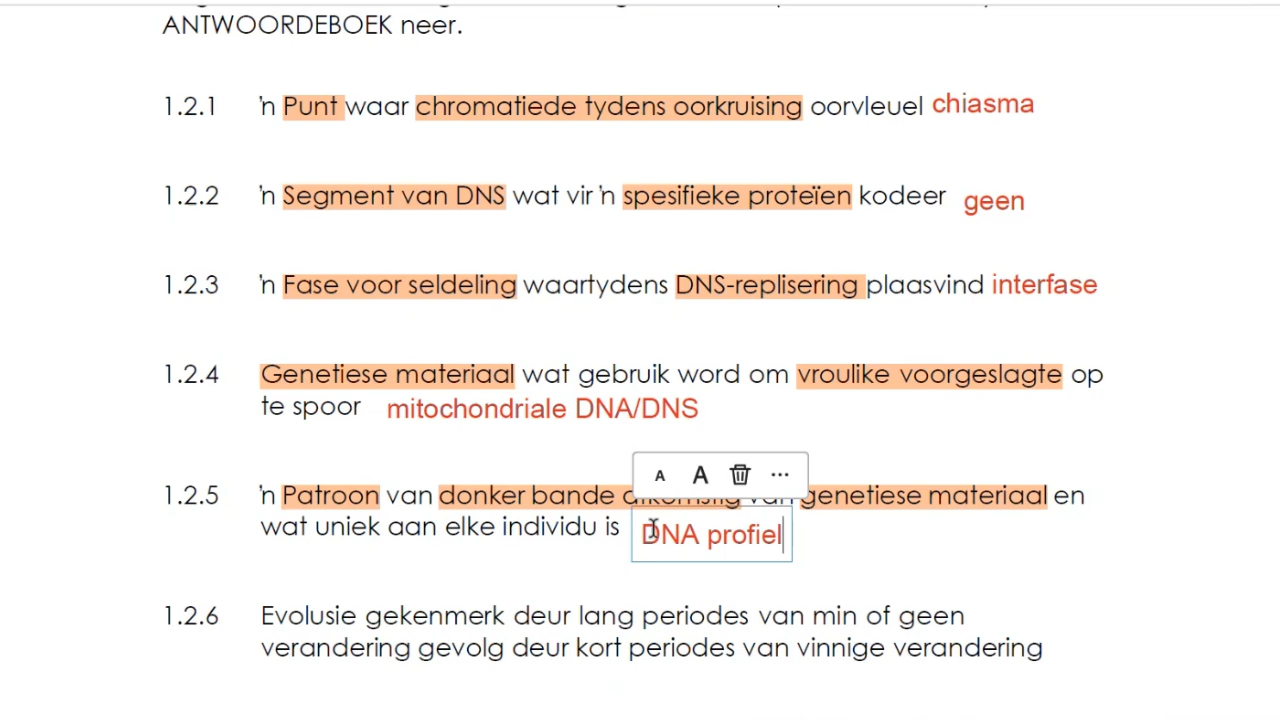 ANTWOORDEBOEK neer.
1.2.1 'n Punt waar chromatiede tydens oorkruising oorvleuel chiasma
1.2.2 'n Segment van DNS wat vir 'n spesifieke proteïen kodeer geen
1.2.3 'n Fase voor seldeling waartydens DNS-replisering plaasvind interfase
1.2.4 Genetiese materiaal wat gebruik word om vroulike voorgeslagte op
te spoor mitochondriale DNA/DNS
A A ...
1.2.5 'n Patroon van donker bande afkomstig van genetiese materiaal en
wat uniek aan elke individu is DNA profiel
1.2.6 Evolusie gekenmerk deur lang periodes van min of geen
verandering gevolg deur kort periodes van vinnige verandering